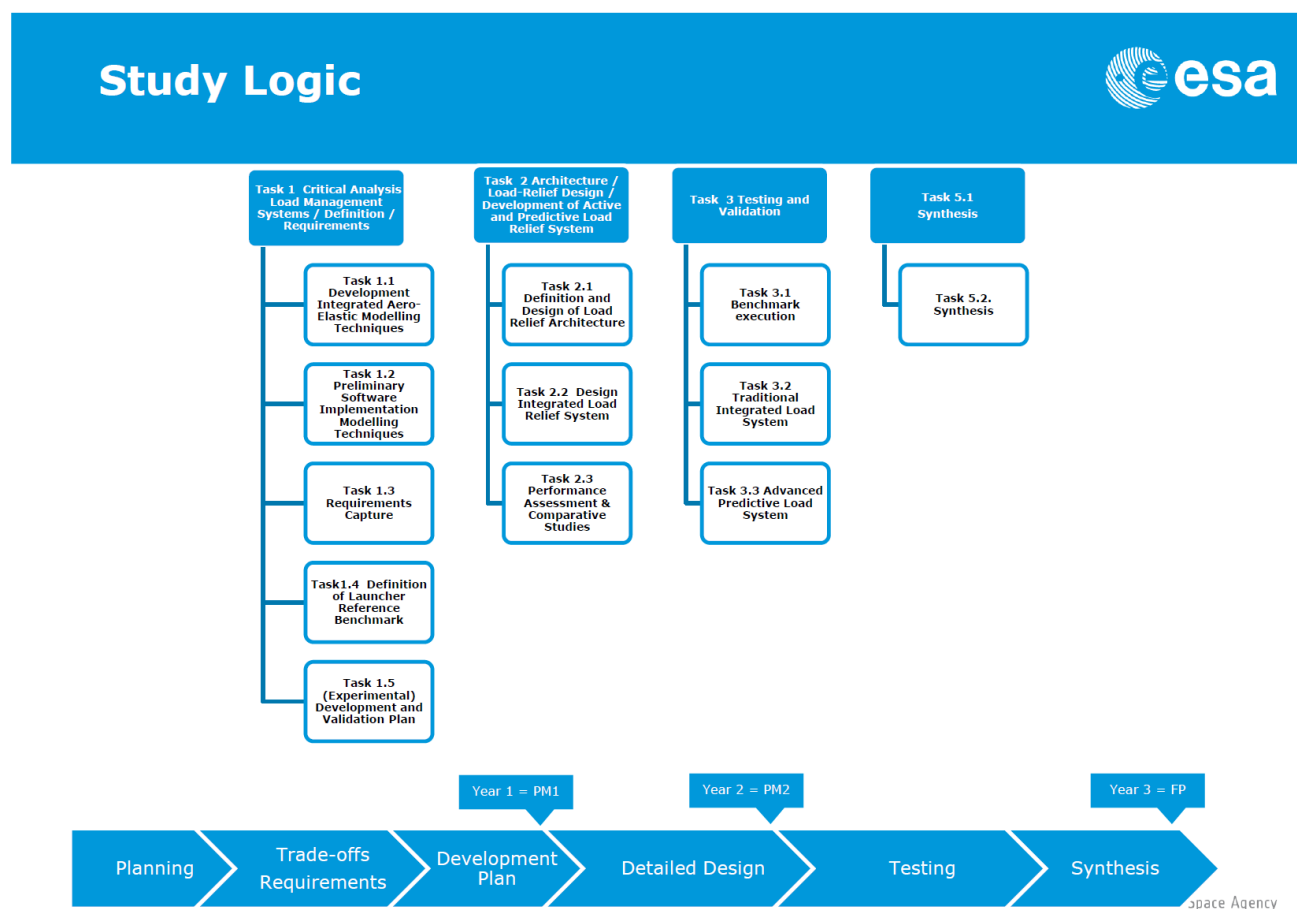 Study Logic
esa
Task 1 Critical Analysis
Load Management
Systems / Definition /
Requirements
Task 1.1
Development
Integrated Aero-
Elastic Modelling
Techniques
Task 1.2
Preliminary
Software
Implementation
Modelling
Techniques
Task 1.3
Requirements
Capture
Task1.4 Definition
of Launcher
Reference
Benchmark
Task 1.5
(Experimental)
Development and
Validation Plan
Task 2 Architecture /
Load-Relief Design /
Development of Active
and Predictive Load
Relief System
Task 2.1
Definition and
Design of Load
Relief Architecture
Task 2.2 Design
Integrated Load
Relief System
Task 2.3
Performance
Assessment &
Comparative
Studies
Task 3 Testing and
Validation
Task 3.1
Benchmark
execution
Task 3.2
Traditional
Integrated Load
System
Task 3.3 Advanced
Predictive Load
System
Task 5.1
Synthesis
Task 5.2.
Synthesis
Year 1 = PM1
Year 2 = PM2
Year 3 = FP
Planning
Trade-offs
Requirements
Development
Plan
Detailed Design
Testing
Synthesis
Space Agency